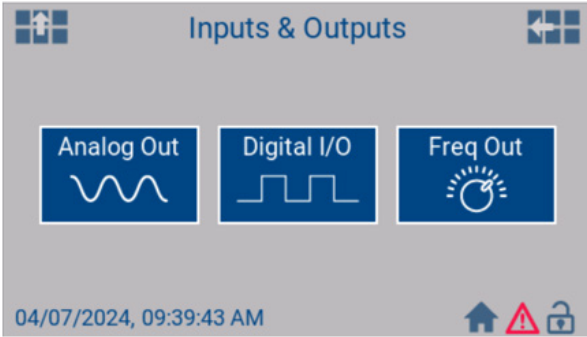 Inputs & Outputs
Analog Out
Digital I/O
Freq Out
04/07/2024, 09:39:43 AM